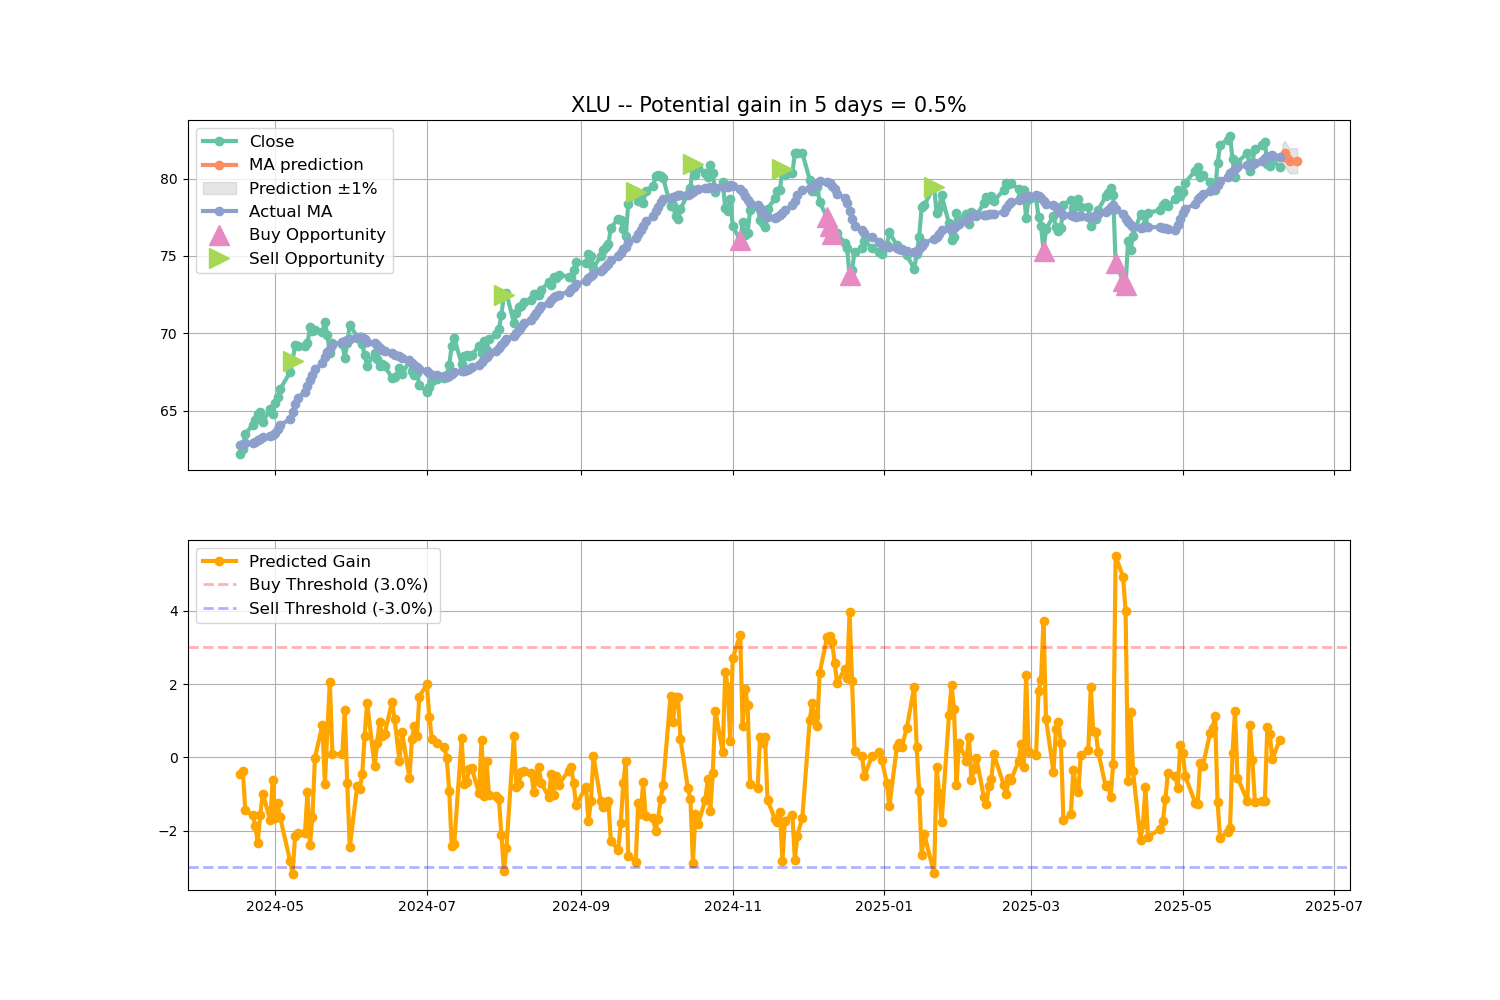 XLU -- Potential gain in 5 days = 0.5%
Close
MA prediction
Prediction ±1%
Actual MA
Buy Opportunity
Sell Opportunity
80
75
70
65
Predicted Gain
Buy Threshold (3.0%)
Sell Threshold (-3.0%)
4
2
0
−2
2024-05 2024-07 2024-09 2024-11 2025-01 2025-03 2025-05 2025-07